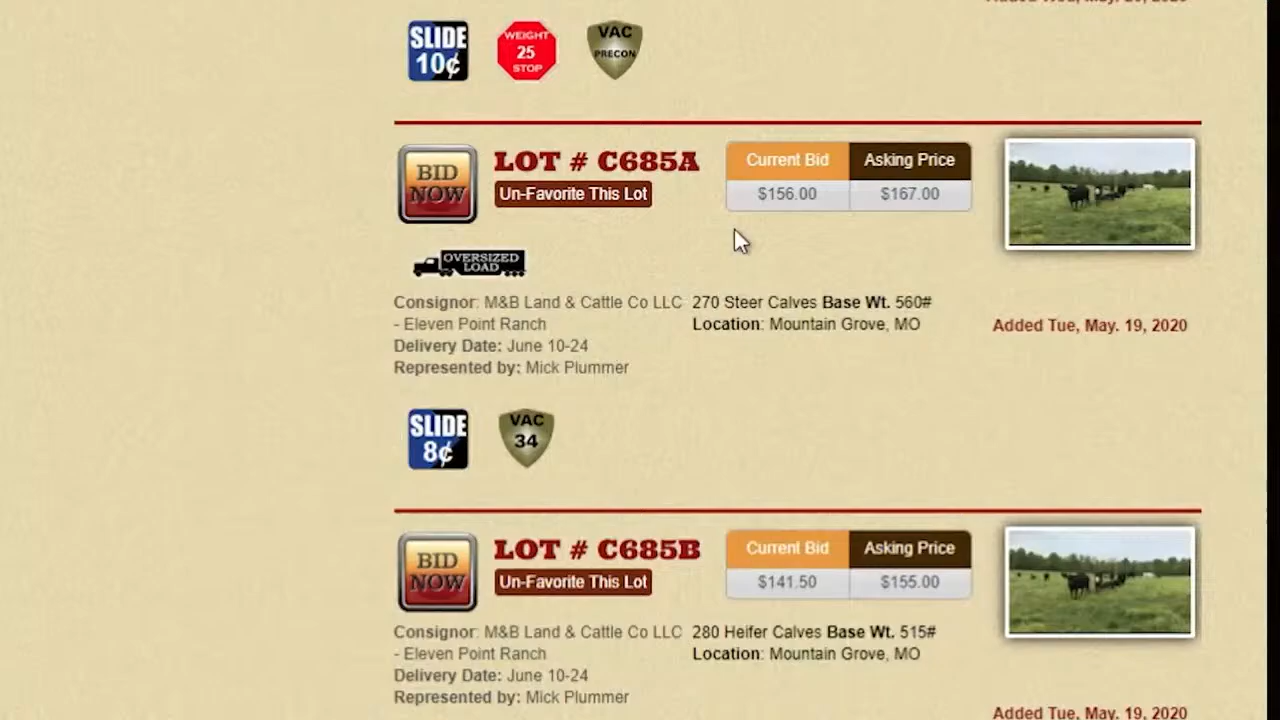 SLIDE
10¢
WEIGHT
25
STOP
VAC
PRECON
BID
NOW
LOT # C685A
Un-Favorite This Lot
Current Bid Asking Price
$156.00 $167.00
OVERSIZED
LOAD
Consignor: M&B Land & Cattle Co LLC
- Eleven Point Ranch
Delivery Date: June 10-24
Represented by: Mick Plummer
270 Steer Calves Base Wt. 560#
Location: Mountain Grove, MO
Added Tue, May. 19, 2020
SLIDE
8¢
VAC
34
BID
NOW
LOT # C685B
Un-Favorite This Lot
Current Bid Asking Price
$141.50 $155.00
Consignor: M&B Land & Cattle Co LLC
- Eleven Point Ranch
Delivery Date: June 10-24
Represented by: Mick Plummer
280 Heifer Calves Base Wt. 515#
Location: Mountain Grove, MO
Added Tue, May. 19, 2020